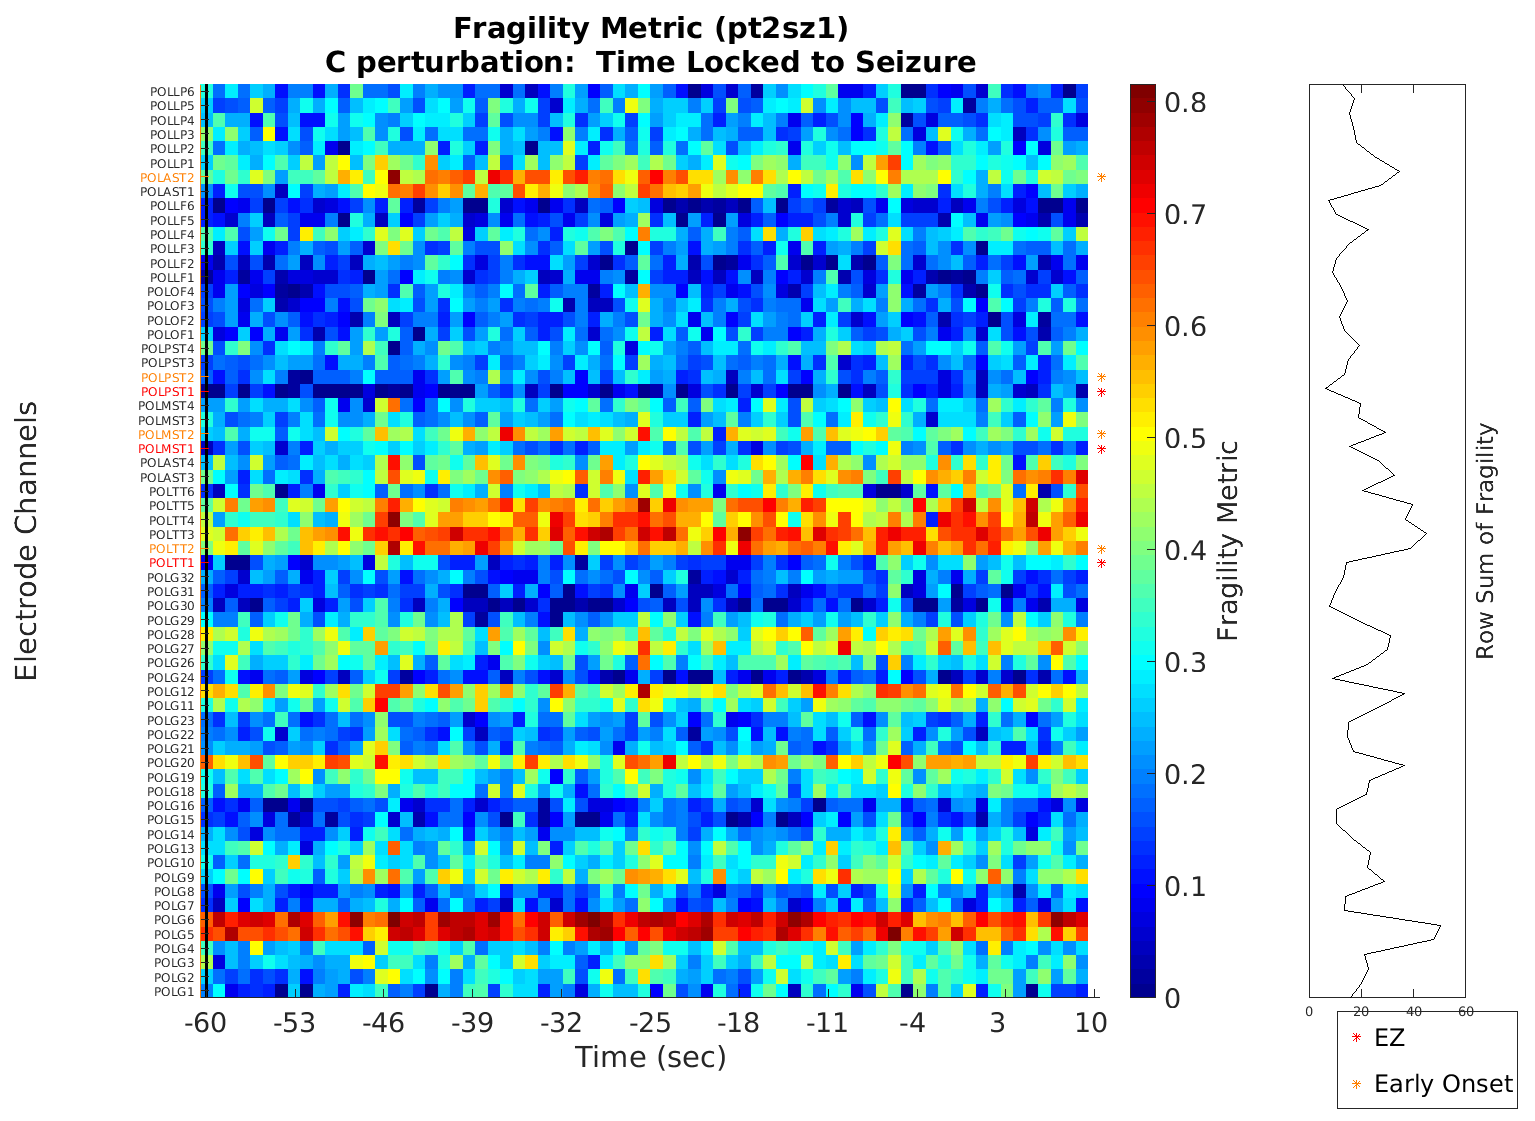 Fragility Metric (pt2sz1)
C perturbation:  Time Locked to Seizure
Electrode Channels
POLLP6
POLLP5
POLLP4
POLLP3
POLLP2
POLLP1
POLAST2
POLAST1
POLLF6
POLLF5
POLLF4
POLLF3
POLLF2
POLLF1
POLOF4
POLOF3
POLOF2
POLOF1
POLPST4
POLPST3
POLPST2
POLPST1
POLMST4
POLMST3
POLMST2
POLMST1
POLAST4
POLAST3
POLTT6
POLTT5
POLTT4
POLTT3
POLTT2
POLTT1
POLG32
POLG31
POLG30
POLG29
POLG28
POLG27
POLG26
POLG24
POLG12
POLG11
POLG23
POLG22
POLG21
POLG20
POLG19
POLG18
POLG16
POLG15
POLG14
POLG13
POLG10
POLG9
POLG8
POLG7
POLG6
POLG5
POLG4
POLG3
POLG2
POLG1
-60 -53 -46 -39 -32 -25 -18 -11 -4 3 10
Time (sec)
0.8
0.7
0.6
0.5
0.4
0.3
0.2
0.1
0
Fragility Metric
0 20 40 60
Row Sum of Fragility
EZ
Early Onset